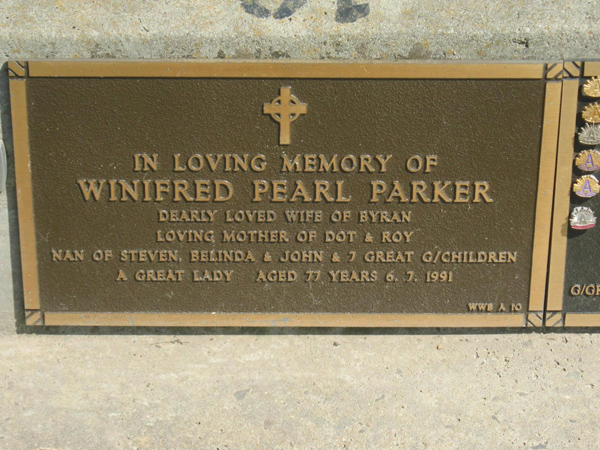 IN LOVING MEMORY OF
WINIFRED PEARL PARKER
DEARLY LOVED WIFE OF BYRAN
LOVING MOTHER OF DOT & ROY
NAN OF STEVEN, BELINDA & JOHN & 7 GREAT G/CHILDREN
A GREAT LADY AGED 77 YEARS 6. 7. 1991
WWB A 10